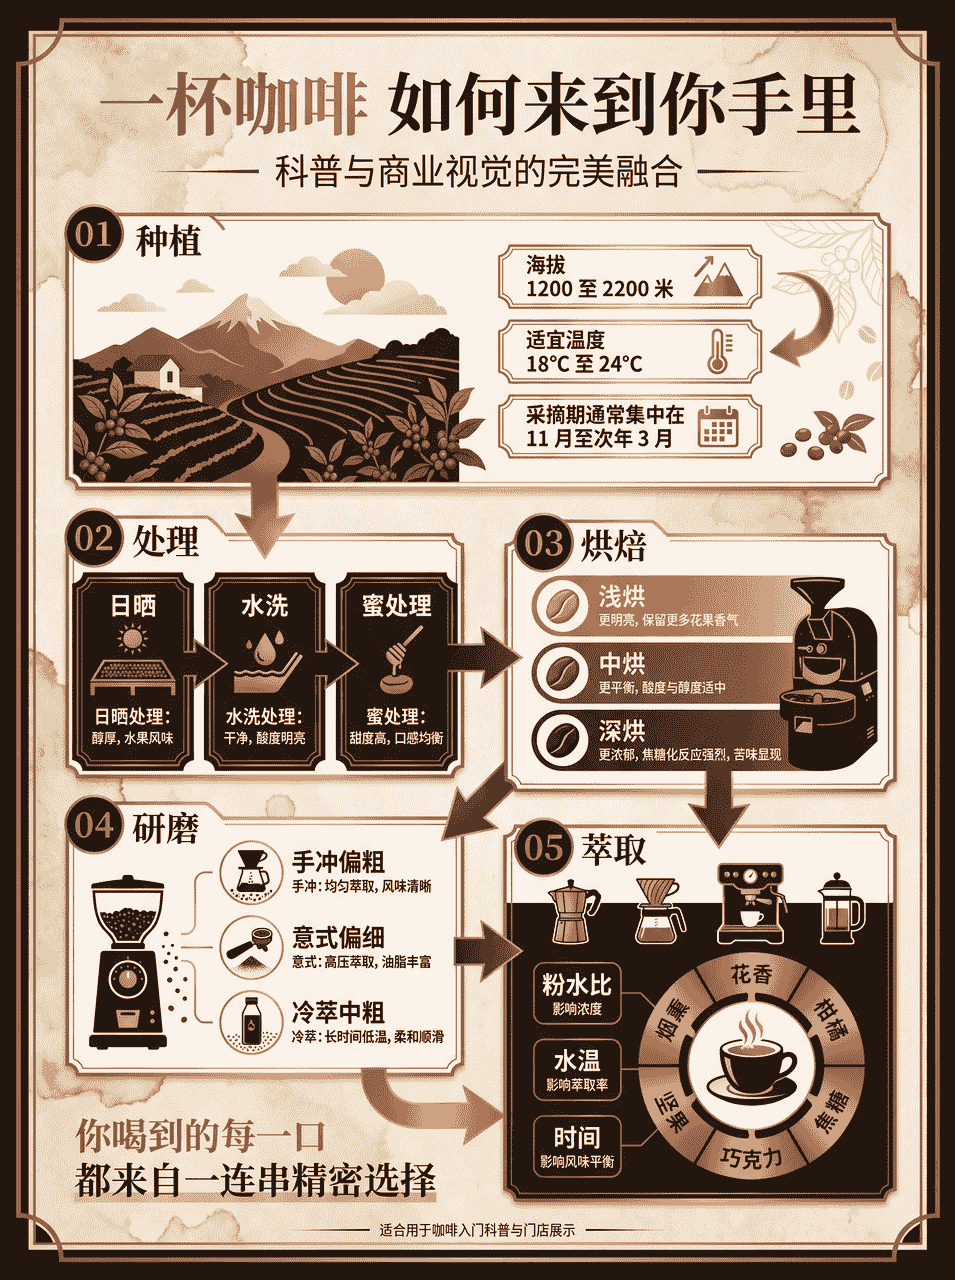 一杯咖啡 如何来到你手里
科普与商业视觉的完美融合
01 种植
海拔
1200 至 2200 米
适宜温度
18°C 至 24°C
采摘期通常集中在
11 月至次年 3 月
02 处理
日晒
日晒处理：
醇厚, 水果风味
水洗
水洗处理：
干净, 酸度明亮
蜜处理
蜜处理：
甜度高, 口感均衡
03 烘焙
浅烘
更明亮, 保留更多花果香气
中烘
更平衡, 酸度与醇度适中
深烘
更浓郁, 焦糖化反应强烈, 苦味显现
04 研磨
手冲偏粗
手冲：均匀萃取, 风味清晰
意式偏细
意式：高压萃取, 油脂丰富
冷萃中粗
冷萃：长时间低温, 柔和顺滑
05 萃取
粉水比
影响浓度
水温
影响萃取率
时间
影响风味平衡
花香
柑橘
焦糖
巧克力
坚果
烟熏
你喝到的每一口
都来自一连串精密选择
适合用于咖啡入门科普与门店展示